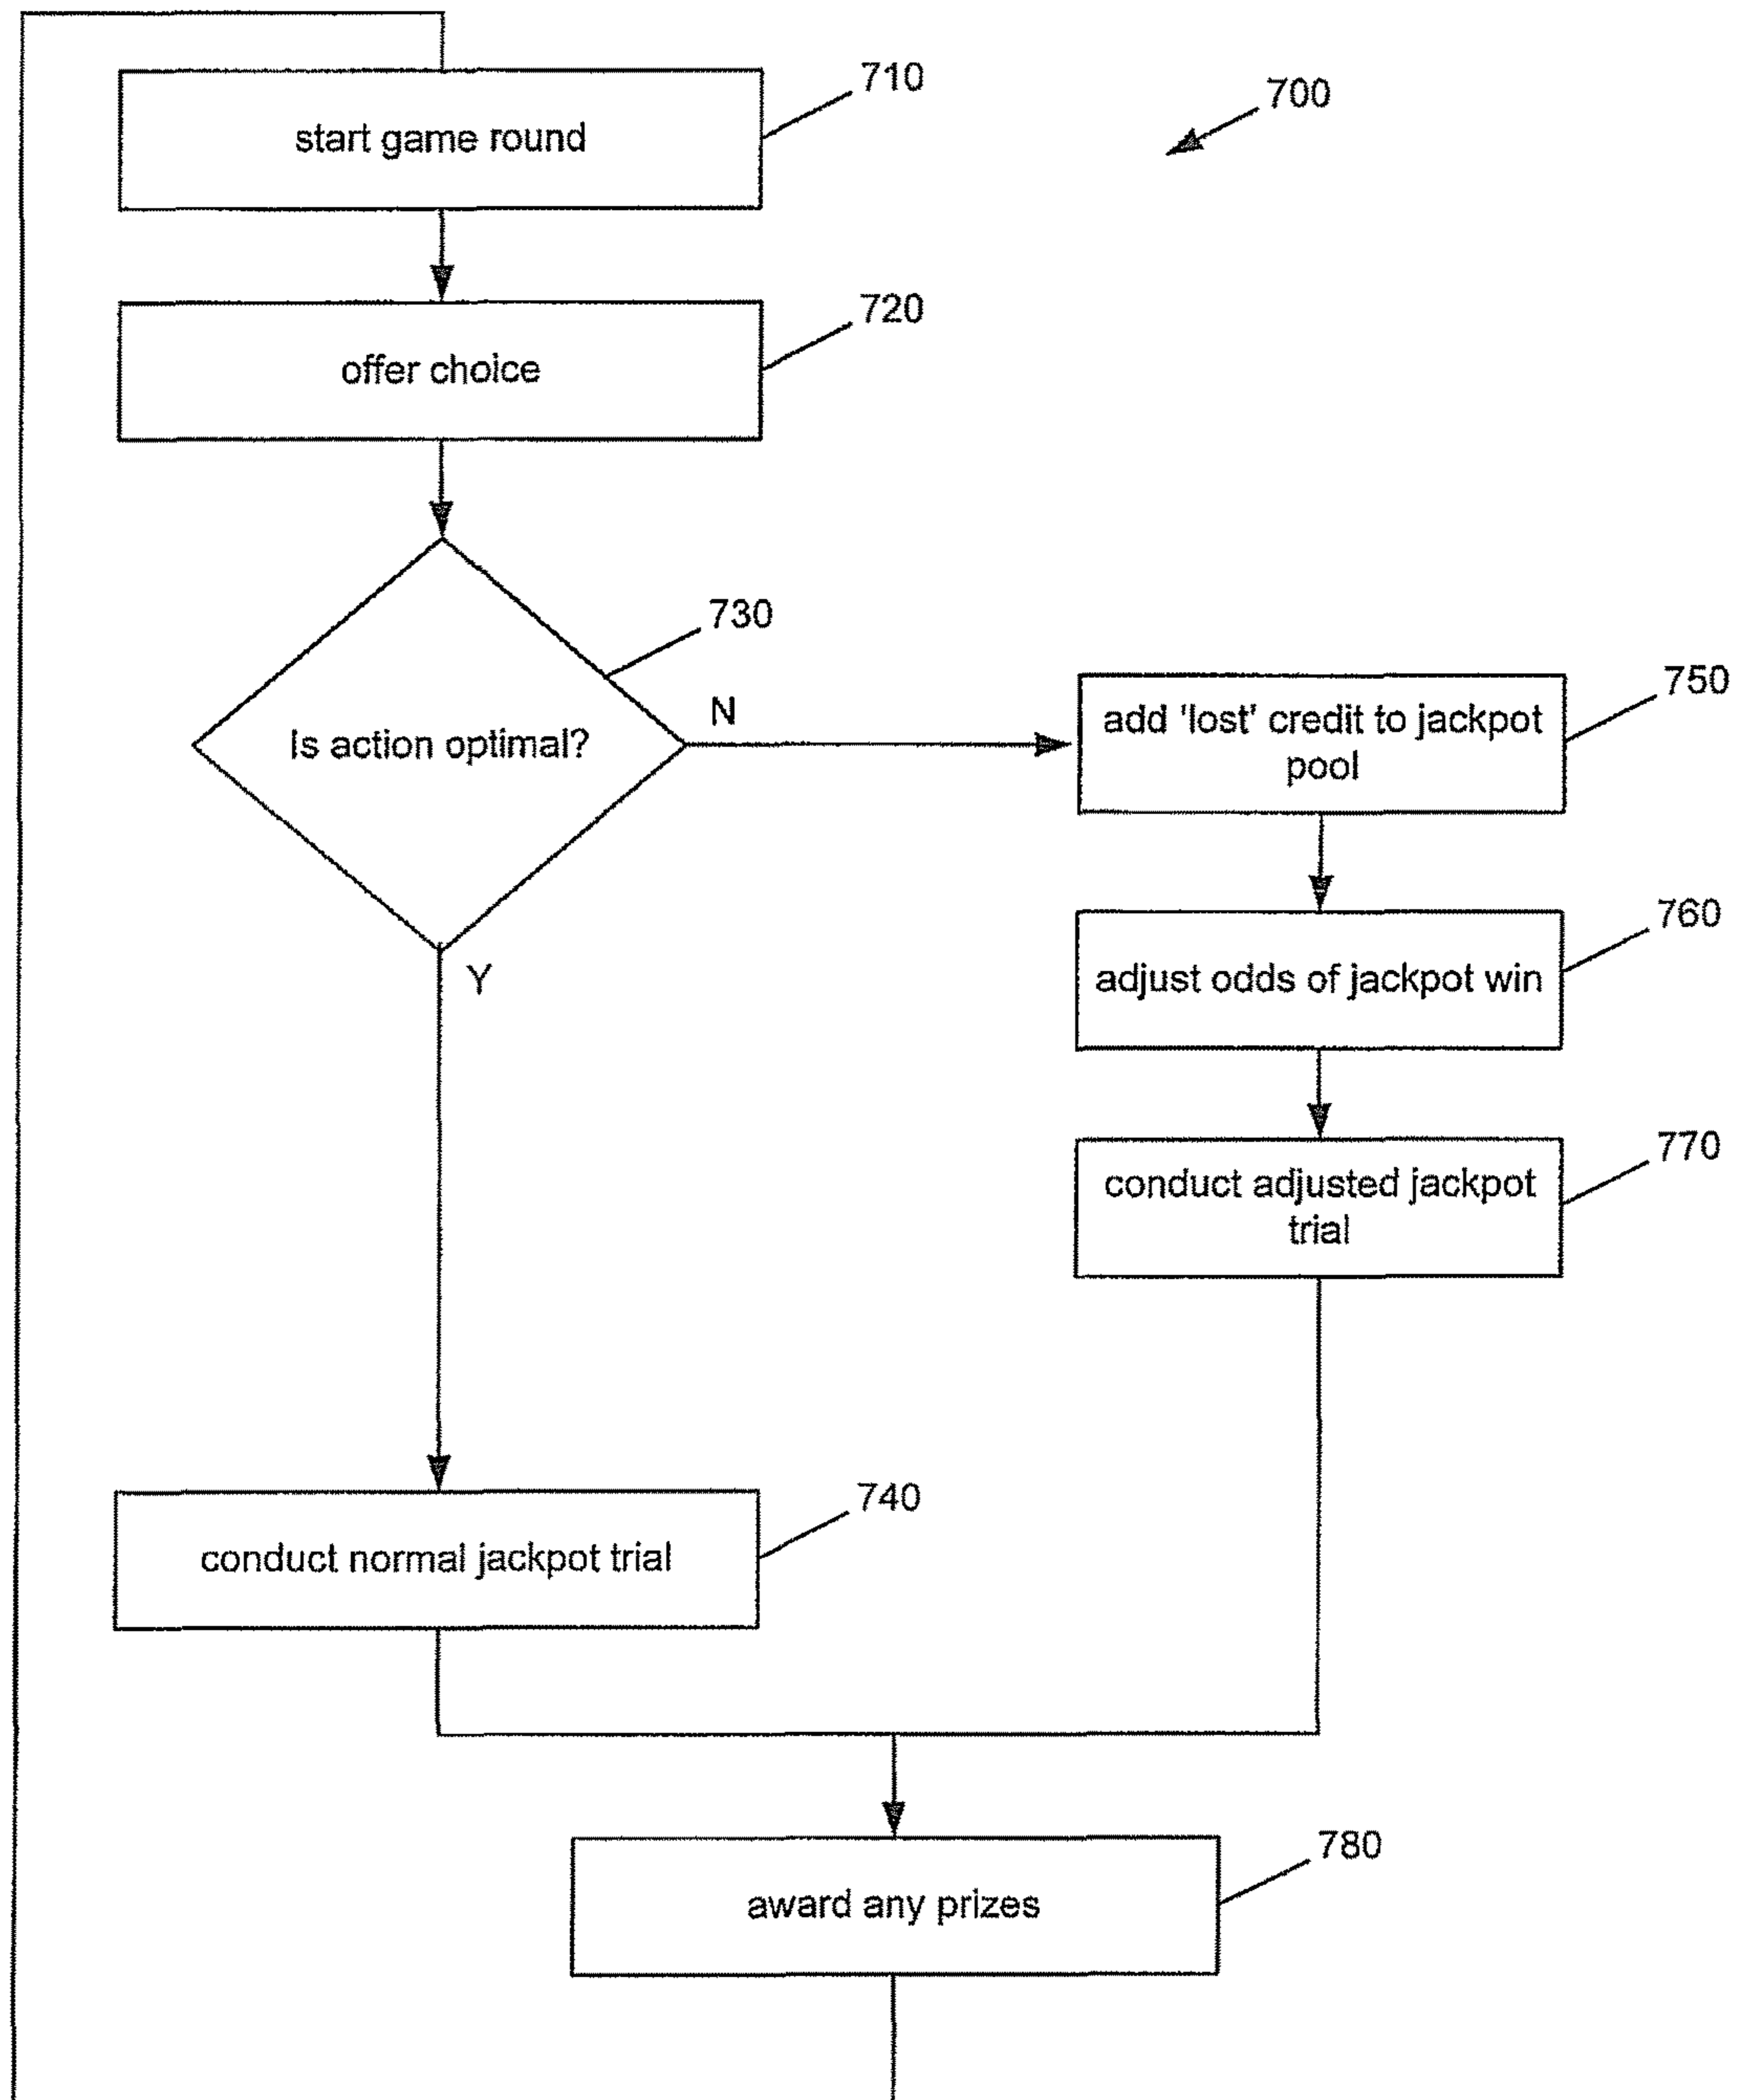 710
700
start game round
720
offer choice
730
Is action optimal?
N
Y
750
add 'lost' credit to jackpot
pool
760
adjust odds of jackpot win
770
conduct adjusted jackpot
trial
740
conduct normal jackpot trial
780
award any prizes